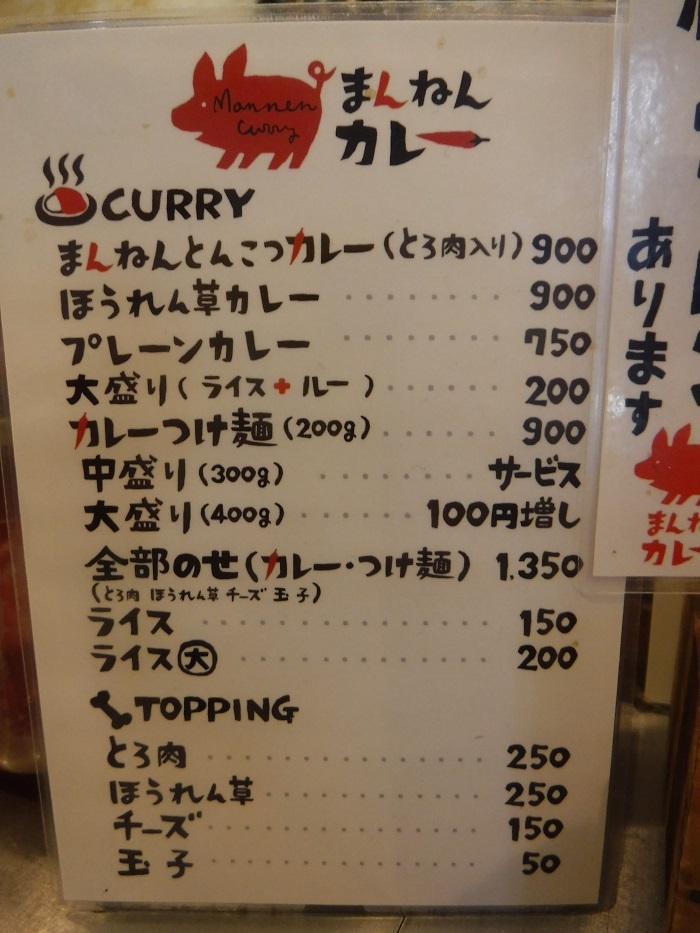 Mannen
Curry
まんねん
カレー
CURRY
まんねんとんこつカレー(とろ肉入り) 900
ほうれん草カレー ‥‥‥‥ 900
プレーンカレー ‥‥‥‥ 750
大盛り( ライス+ルー ) ‥‥‥ 200
カレーつけ麺(200g) ‥‥‥ 900
中盛り(300g) ‥‥‥‥ サービス
大盛り(400g) ‥‥‥ 100円増し
全部のせ(カレー・つけ麺) 1,350
(とろ肉 ほうれん草 チーズ 玉子)
ライス ‥‥‥‥‥‥ 150
ライス大 ‥‥‥‥‥ 200
TOPPING
とろ肉 ‥‥‥‥‥‥ 250
ほうれん草 ‥‥‥‥‥ 250
チーズ ‥‥‥‥‥‥ 150
玉子 ‥‥‥‥‥‥ 50
あります
まんね
カレー